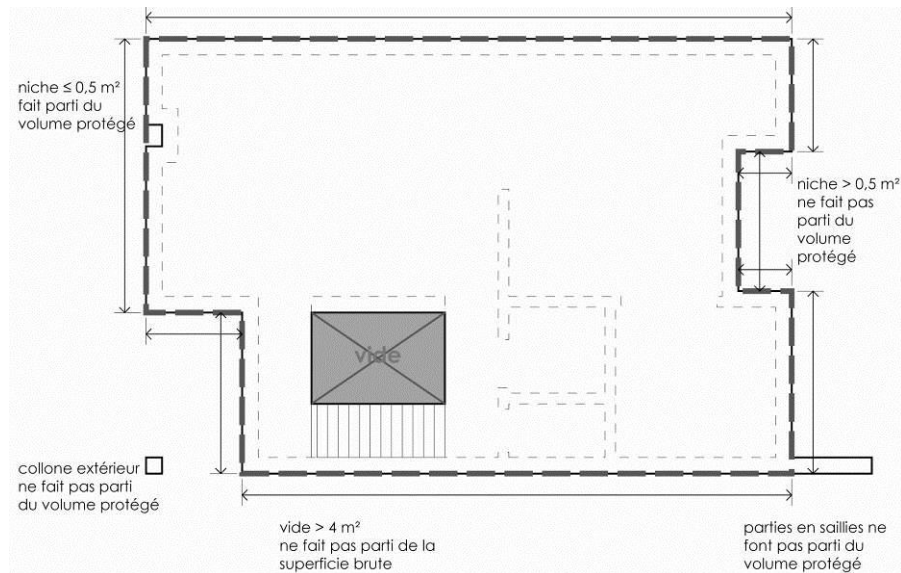 niche ≤ 0,5 m²
fait parti du
volume protégé
niche > 0,5 m²
ne fait pas
parti du
volume
protégé
vide
collone extérieur
ne fait pas parti
du volume protégé
vide > 4 m²
ne fait pas parti de la
superficie brute
parties en saillies ne
font pas parti du
volume protégé